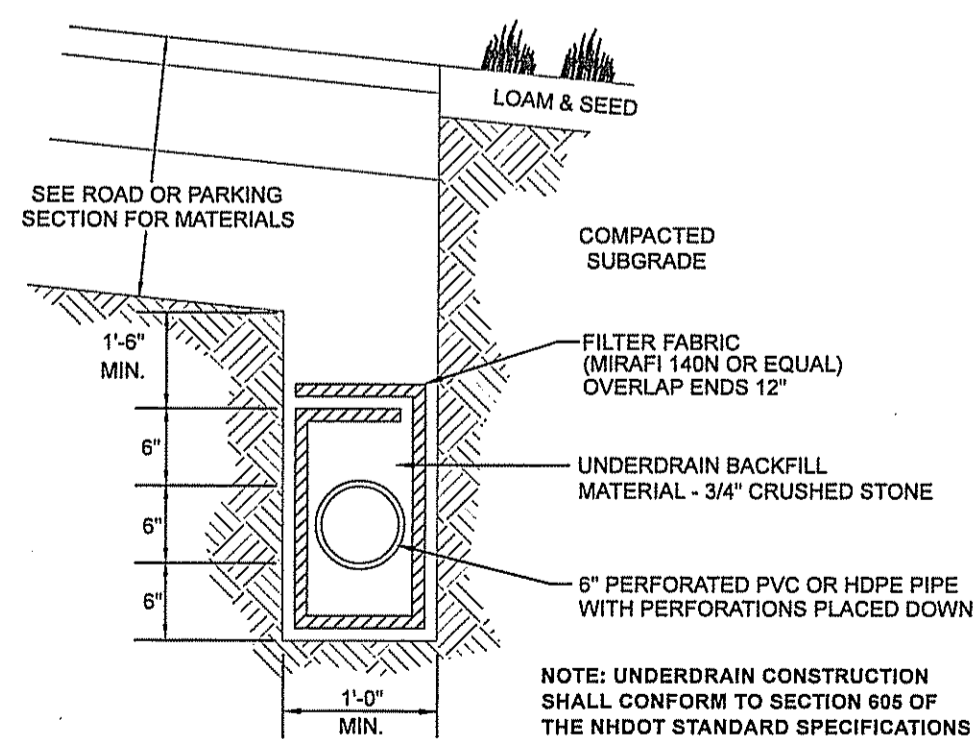 LOAM & SEED
SEE ROAD OR PARKING
SECTION FOR MATERIALS
COMPACTED
SUBGRADE
1'-6"
MIN.
FILTER FABRIC
(MIRAFI 140N OR EQUAL)
OVERLAP ENDS 12"
6"
UNDERDRAIN BACKFILL
MATERIAL - 3/4" CRUSHED STONE
6"
6"
6" PERFORATED PVC OR HDPE PIPE
WITH PERFORATIONS PLACED DOWN
1'-0"
MIN.
NOTE: UNDERDRAIN CONSTRUCTION
SHALL CONFORM TO SECTION 605 OF
THE NHDOT STANDARD SPECIFICATIONS